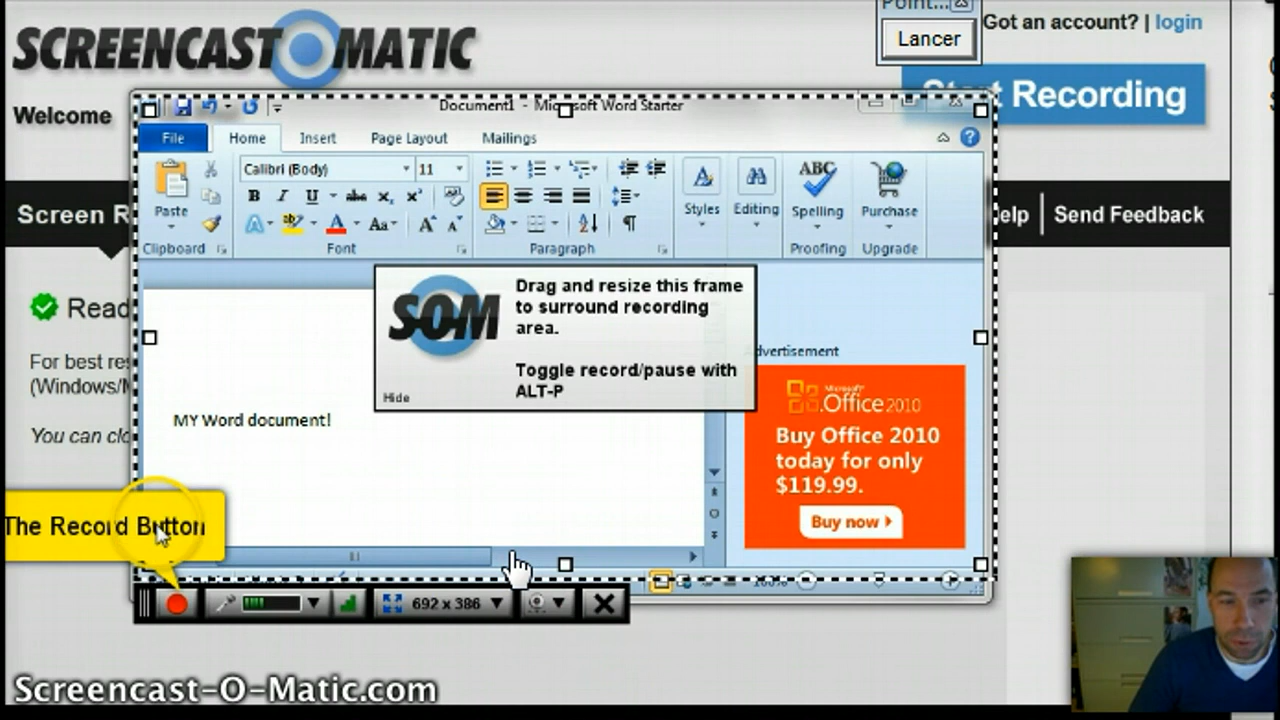 SCREENCAST O MATIC
Point...
Lancer
Got an account? | login
Start Recording
Welcome
Document1 - Microsoft Word Starter
File Home Insert Page Layout Mailings
Calibri (Body) 11
Paste
Styles
Editing
ABC
Spelling
Purchase
Clipboard
Font
Paragraph
Proofing
Upgrade
Screen R
elp | Send Feedback
Read
For best res
(Windows/M
You can clo
SOM
Drag and resize this frame
to surround recording
area.
Toggle record/pause with
ALT-P
Hide
MY Word document!
dvertisement
Microsoft
Office 2010
Buy Office 2010
today for only
$119.99.
Buy now
The Record Button
100%
692 x 386
Screencast-O-Matic.com